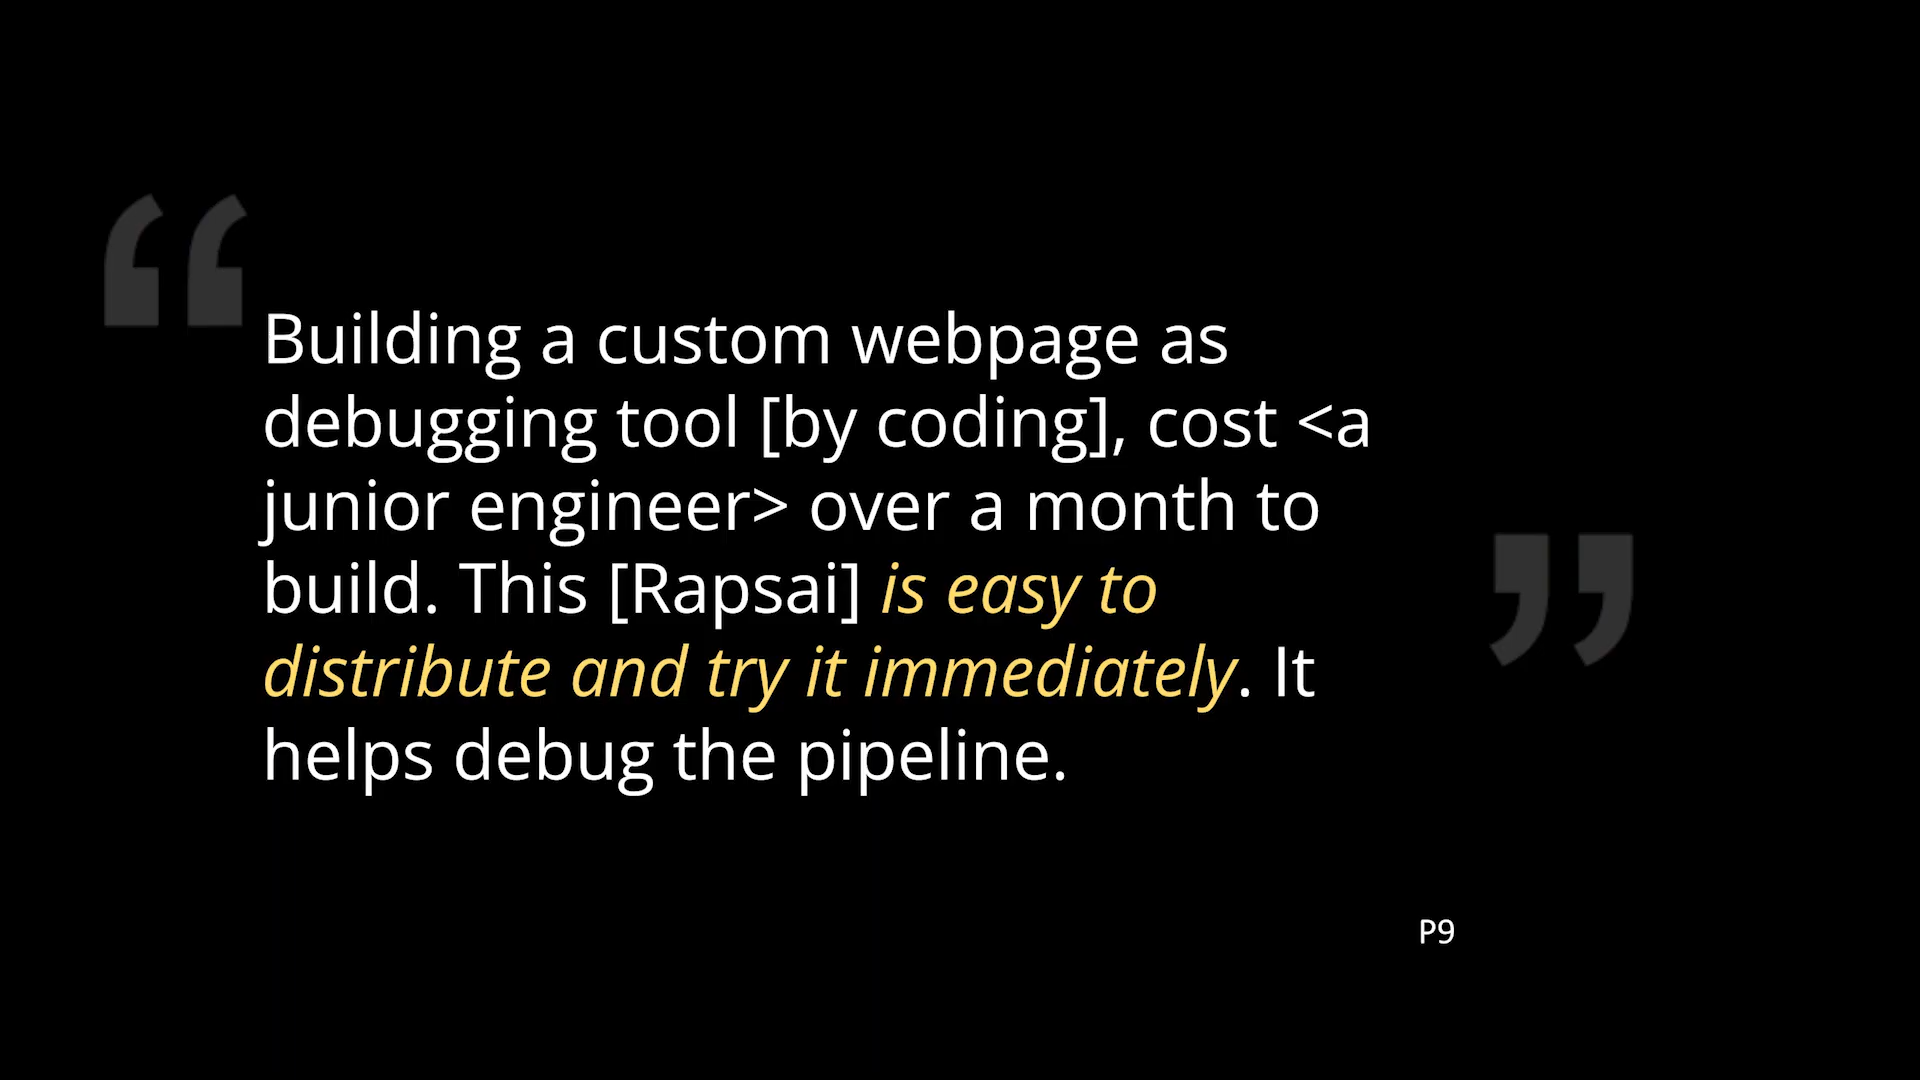 “
Building a custom webpage as
debugging tool [by coding], cost <a
junior engineer> over a month to
build. This [Rapsai] is easy to
distribute and try it immediately. It
helps debug the pipeline.
”
P9